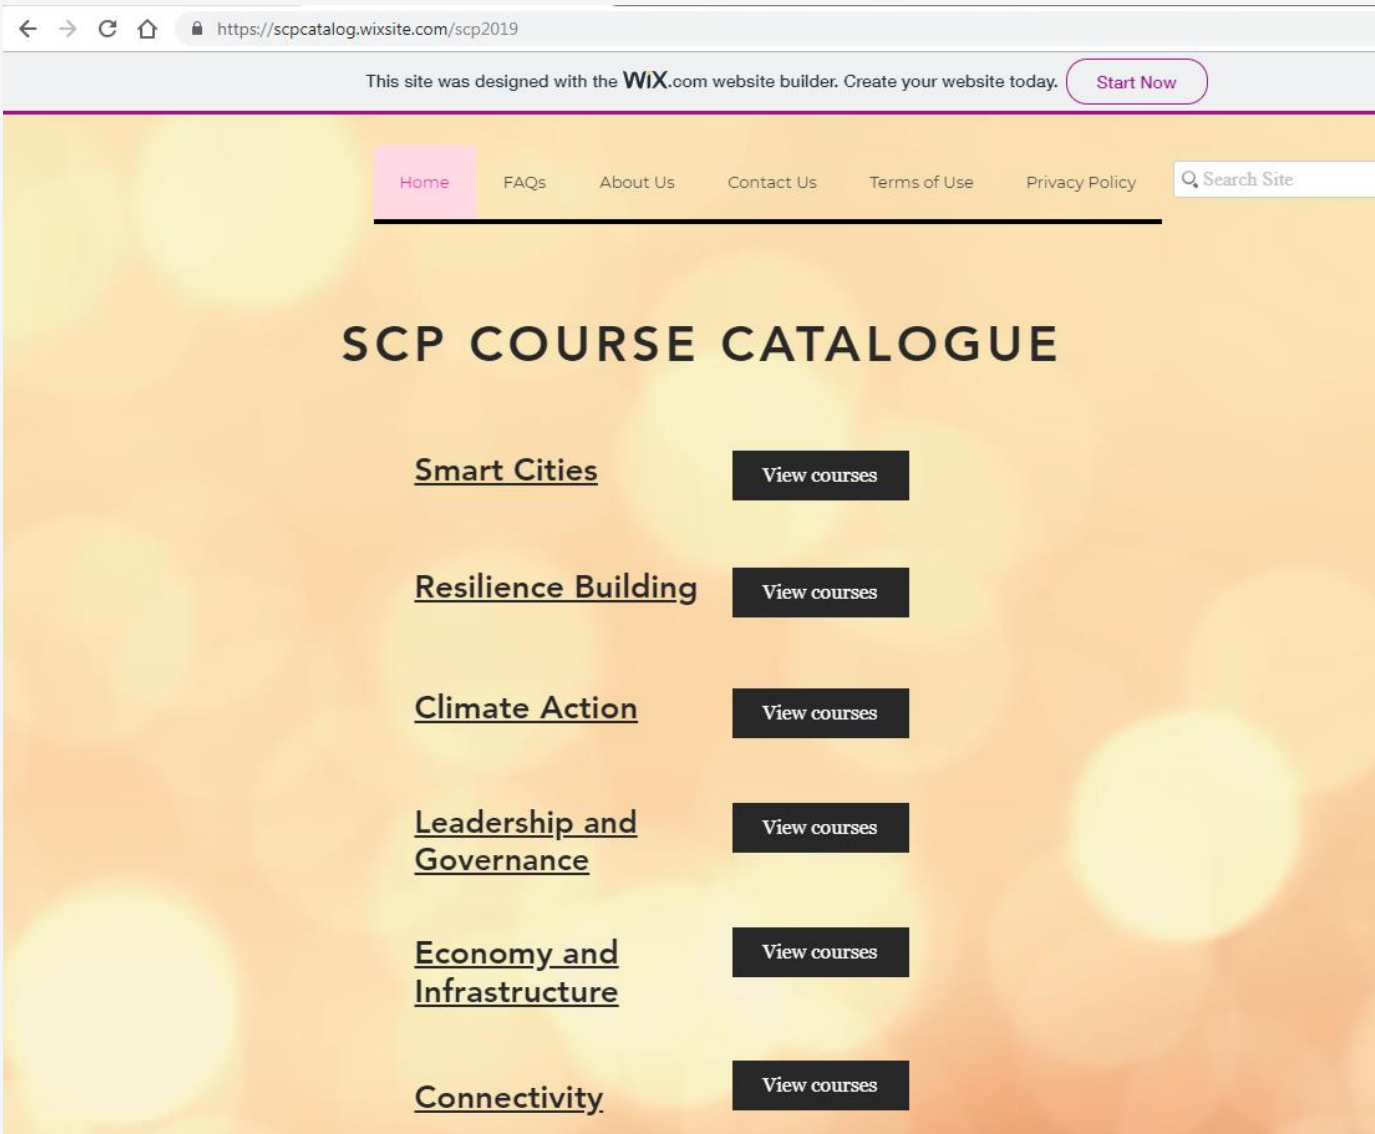 https://scpcatalog.wixsite.com/scp2019
This site was designed with the WiX.com website builder. Create your website today. Start Now
Home FAQs About Us Contact Us Terms of Use Privacy Policy Search Site
SCP COURSE CATALOGUE
Smart Cities View courses
Resilience Building View courses
Climate Action View courses
Leadership and View courses
Governance
Economy and View courses
Infrastructure
Connectivity View courses